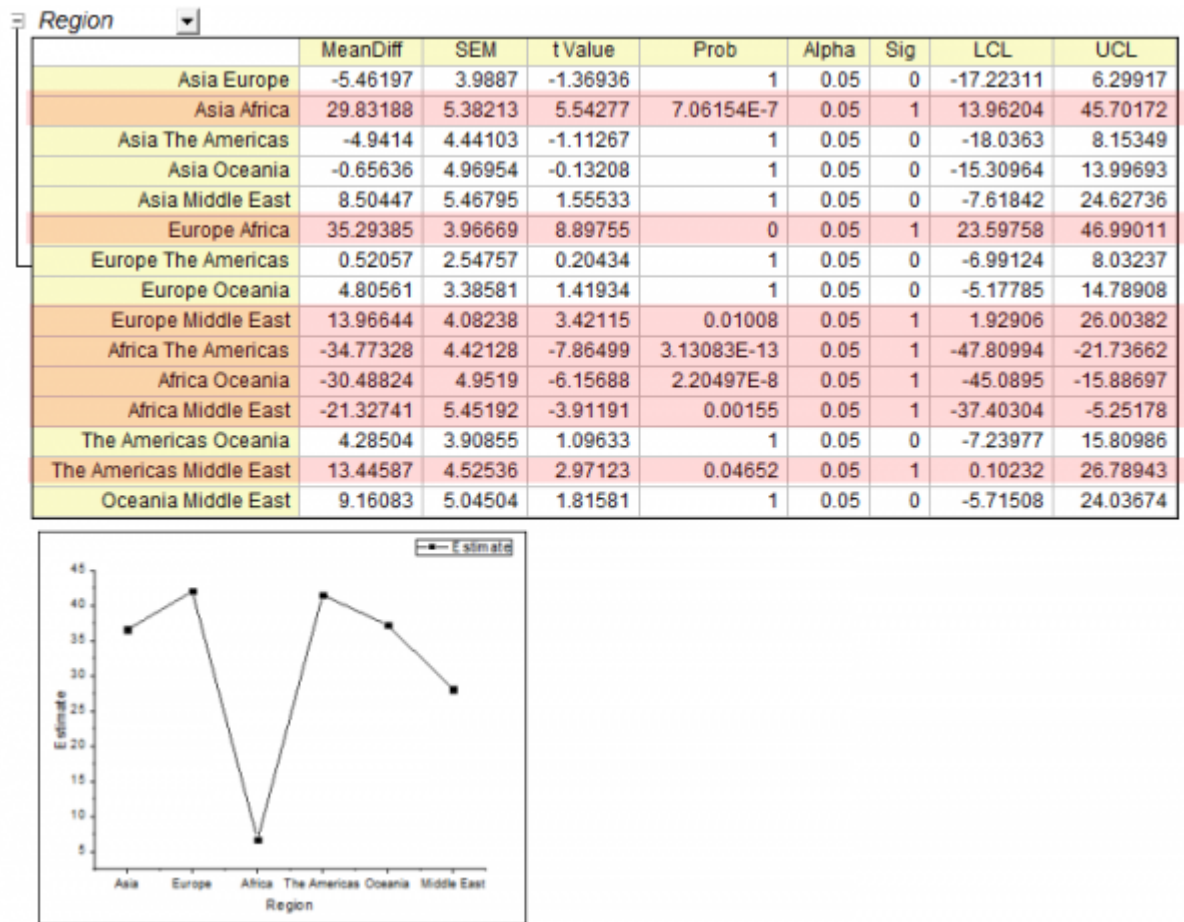 Region
MeanDiff SEM t Value Prob Alpha Sig LCL UCL
Asia Europe -5.46197 3.9887 -1.36936 1 0.05 0 -17.22311 6.29917
Asia Africa 29.83188 5.38213 5.54277 7.06154E-7 0.05 1 13.96204 45.70172
Asia The Americas -4.9414 4.44103 -1.11267 1 0.05 0 -18.0363 8.15349
Asia Oceania -0.65636 4.96954 -0.13208 1 0.05 0 -15.30964 13.99693
Asia Middle East 8.50447 5.46795 1.55533 1 0.05 0 -7.61842 24.62736
Europe Africa 35.29385 3.96669 8.89755 0 0.05 1 23.59758 46.99011
Europe The Americas 0.52057 2.54757 0.20434 1 0.05 0 -6.99124 8.03237
Europe Oceania 4.80561 3.38581 1.41934 1 0.05 0 -5.17785 14.78908
Europe Middle East 13.96644 4.08238 3.42115 0.01008 0.05 1 1.92906 26.00382
Africa The Americas -34.77328 4.42128 -7.86499 3.13083E-13 0.05 1 -47.80994 -21.73662
Africa Oceania -30.48824 4.9519 -6.15688 2.20497E-8 0.05 1 -45.0895 -15.88697
Africa Middle East -21.32741 5.45192 -3.91191 0.00155 0.05 1 -37.40304 -5.25178
The Americas Oceania 4.28504 3.90855 1.09633 1 0.05 0 -7.23977 15.80986
The Americas Middle East 13.44587 4.52536 2.97123 0.04652 0.05 1 0.10232 26.78943
Oceania Middle East 9.16083 5.04504 1.81581 1 0.05 0 -5.71508 24.03674
Estimate
45
40
35
30
25
20
15
10
5
Estimate
Asia Europe Africa The Americas Oceania Middle East
Region